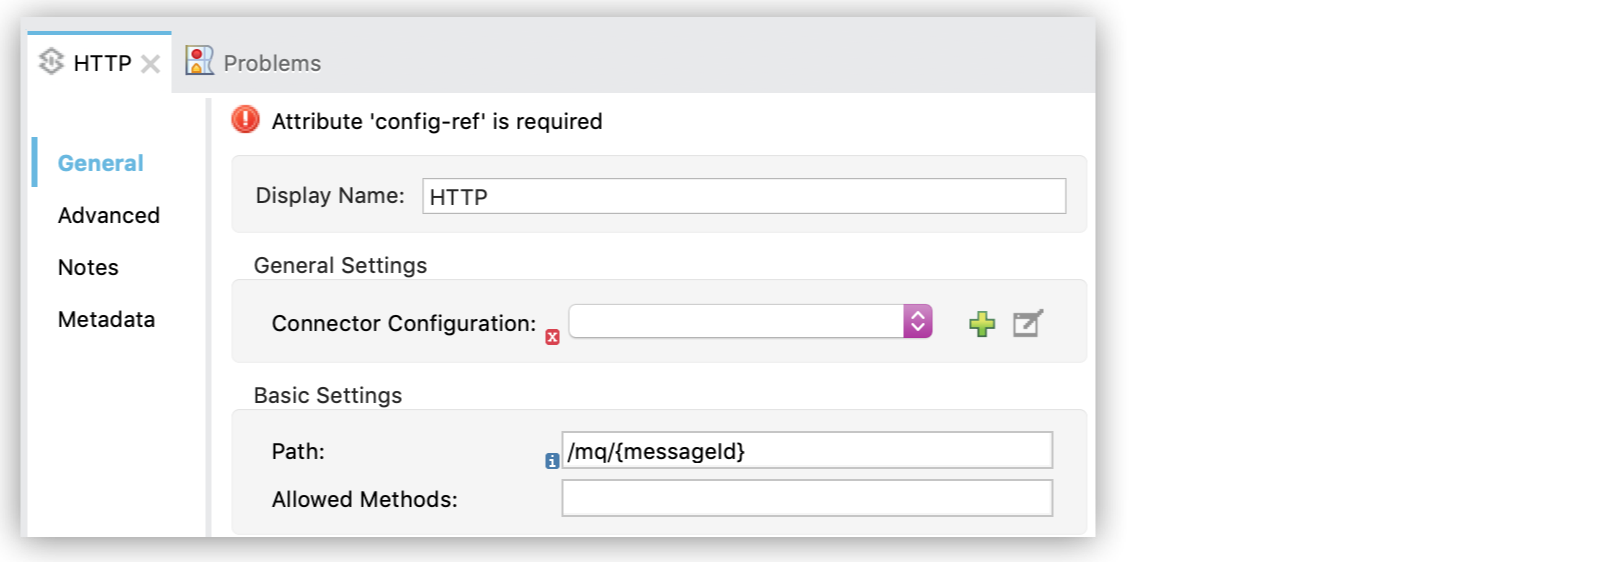 HTTP
Problems
Attribute 'config-ref' is required
General
Advanced
Notes
Metadata
Display Name: HTTP
General Settings
Connector Configuration:
Basic Settings
Path: /mq/{messageId}
Allowed Methods: